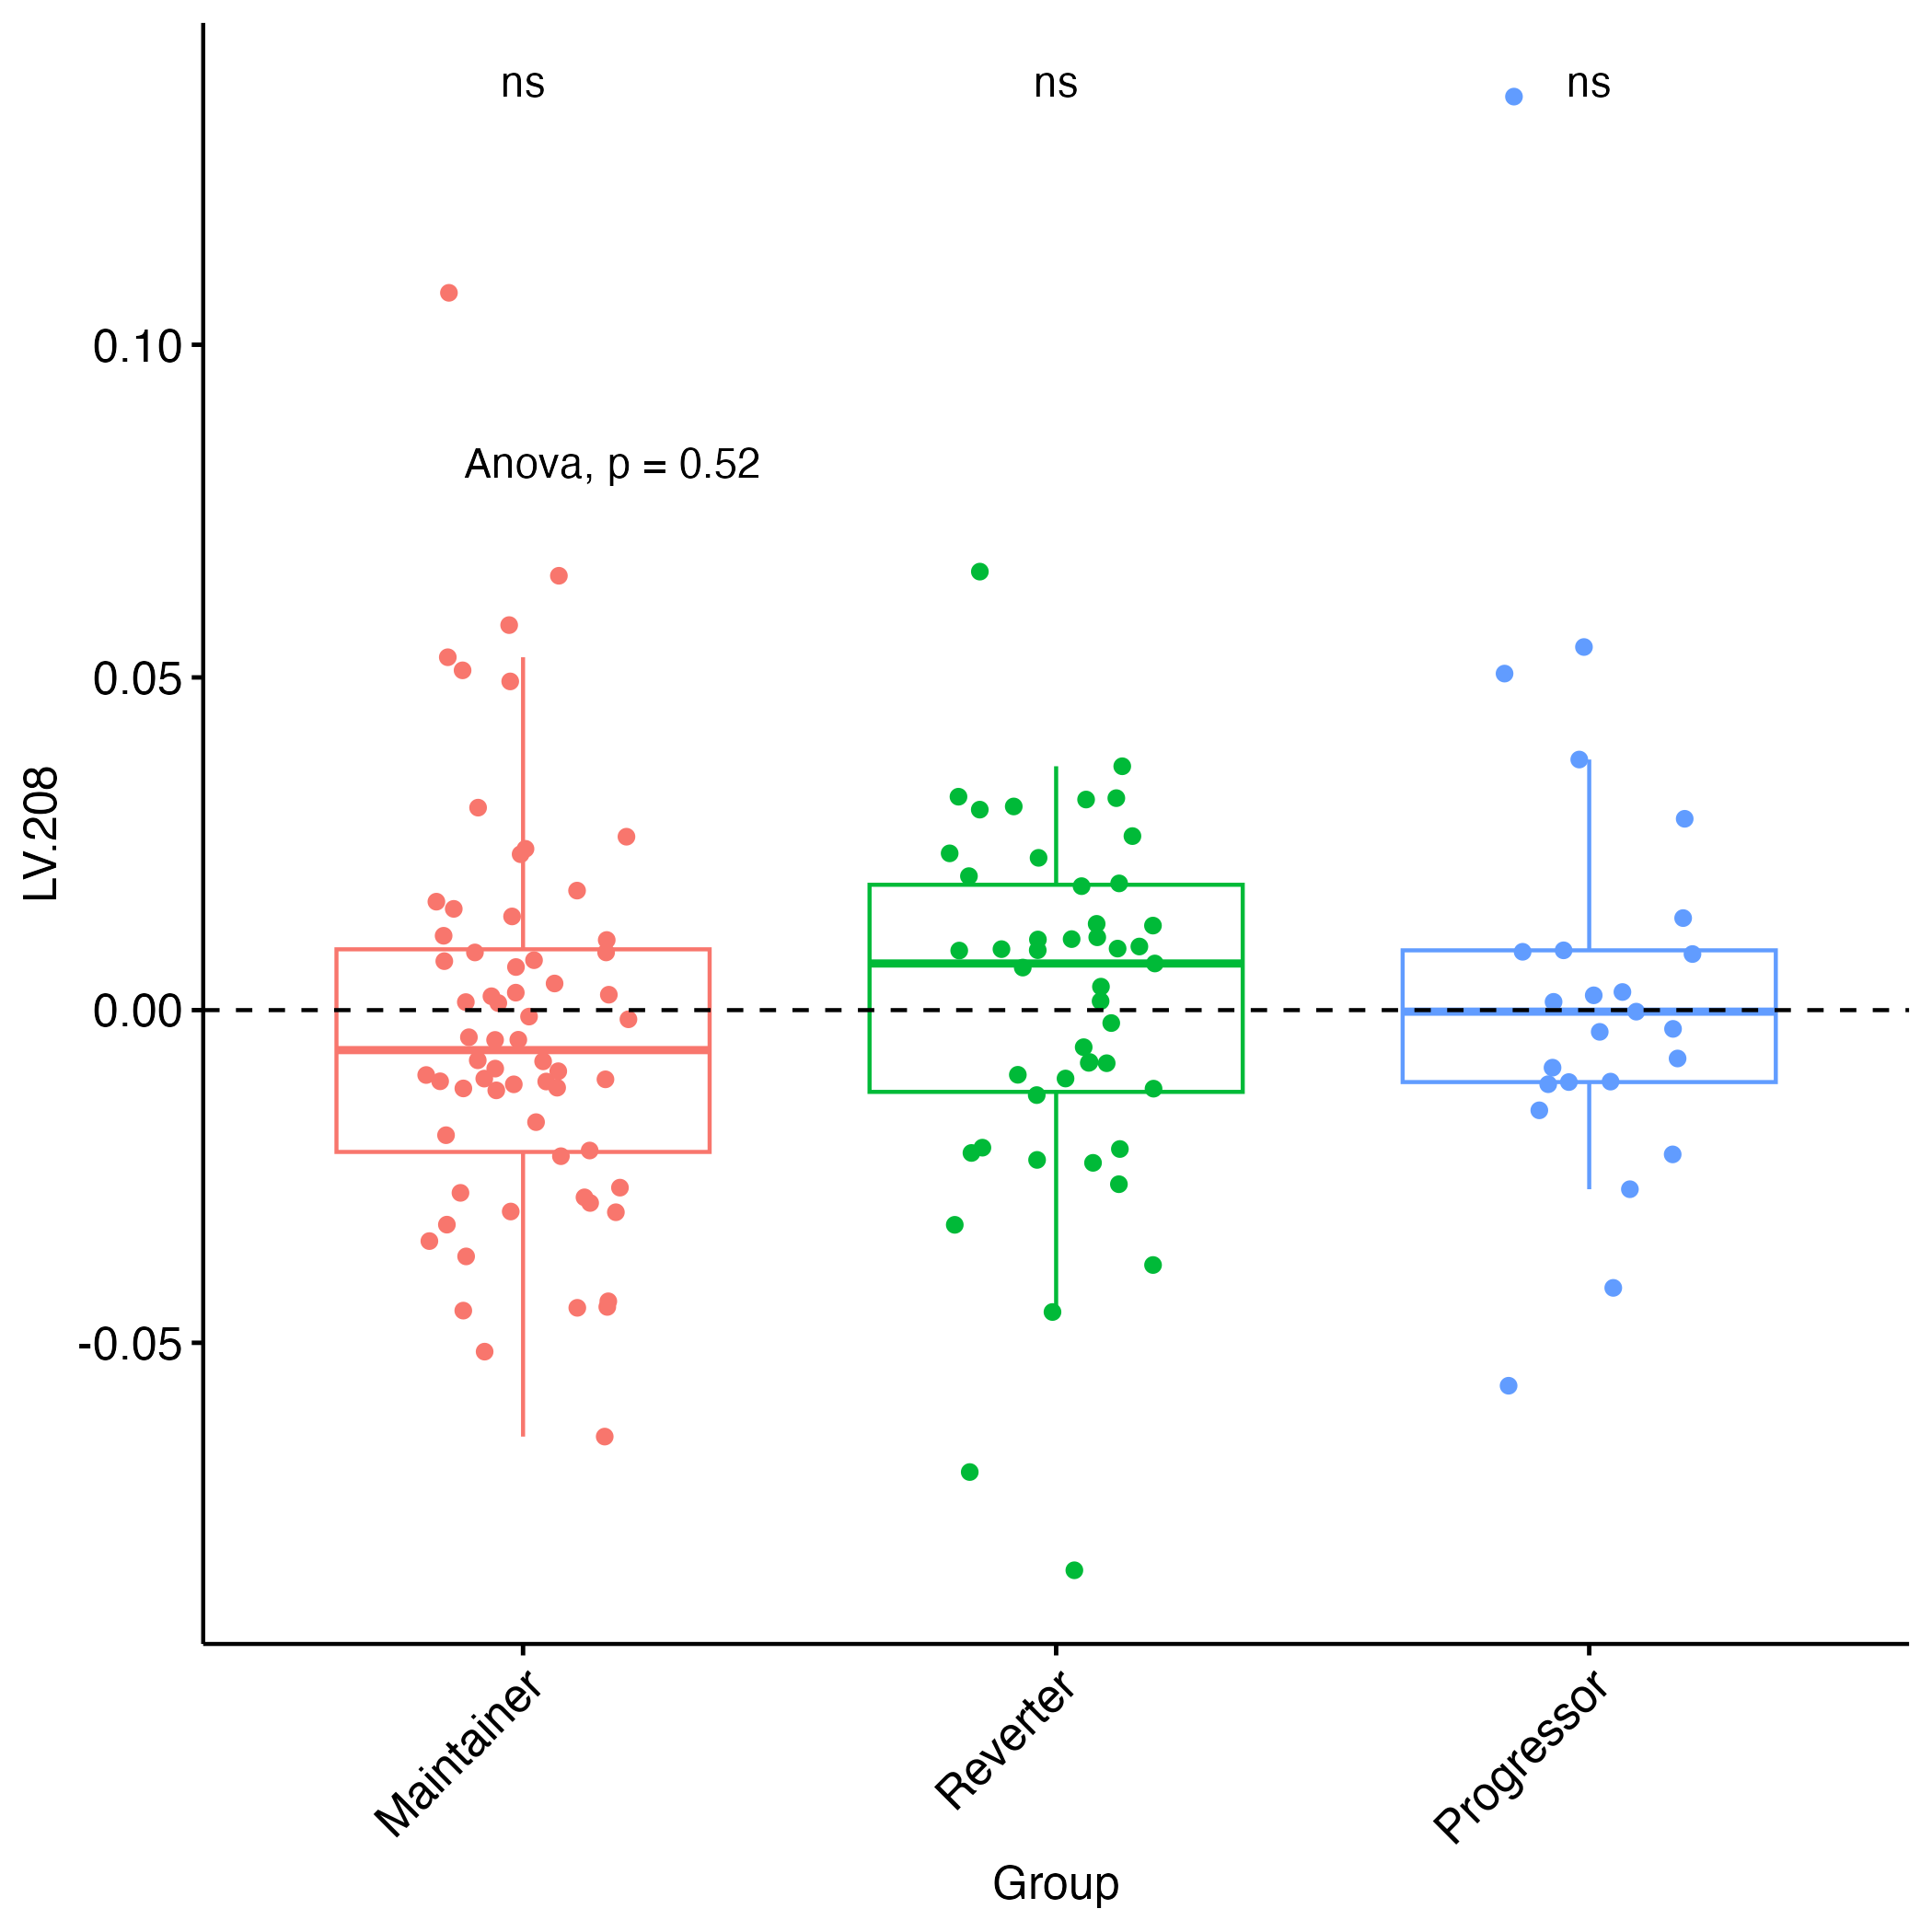 ns ns ns
0.10
Anova, p = 0.52
0.05
LV.208
0.00
-0.05
Maintainer Reverter Progressor
Group